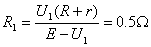 R₁ = U₁(R + r) / E − U₁ = 0.5Ω